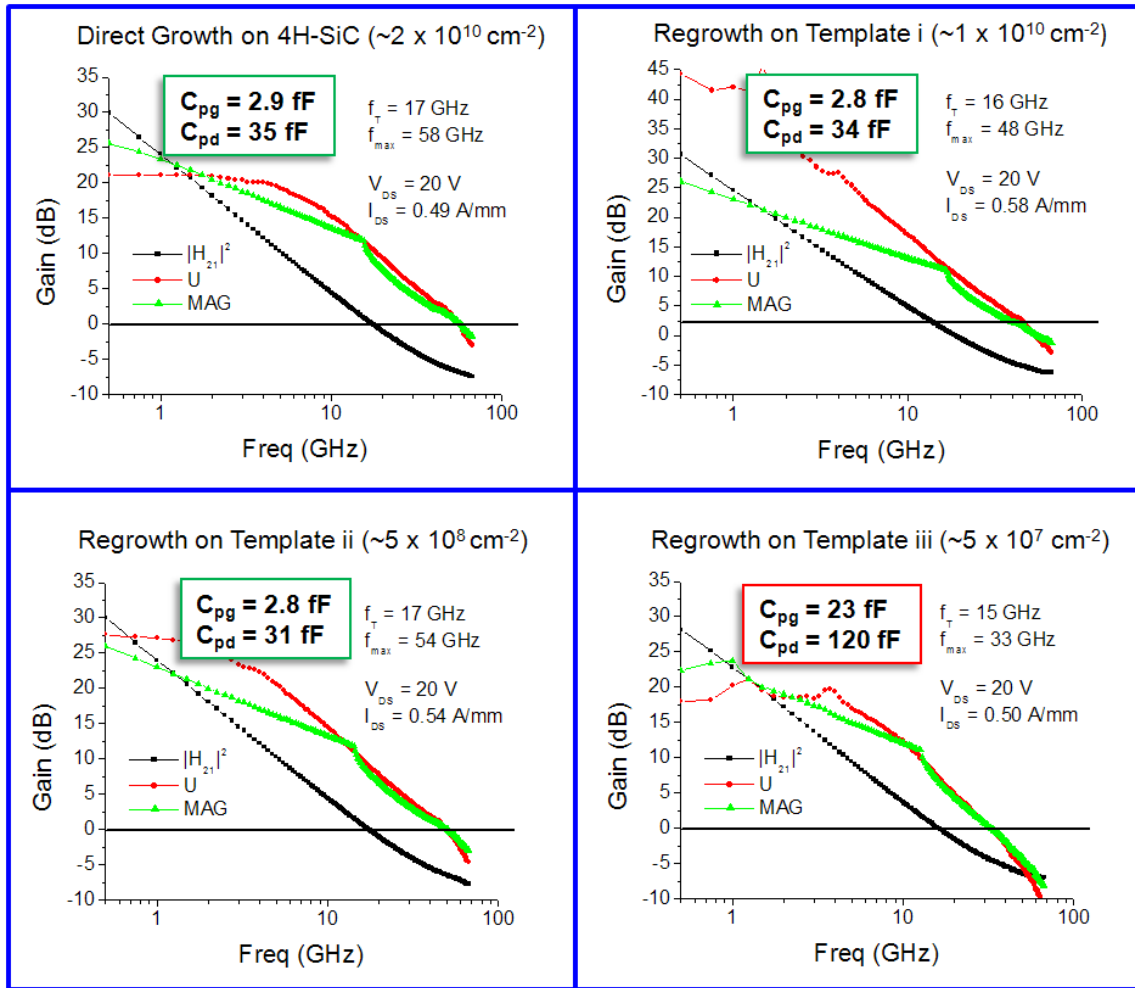 Direct Growth on 4H-SiC (~2 x 10¹⁰ cm⁻²)
35
30
25
20
15
10
5
0
-5
-10
Gain (dB)
C_pg = 2.9 fF
C_pd = 35 fF
f_T = 17 GHz
f_max = 58 GHz
V_DS = 20 V
I_DS = 0.49 A/mm
|H_21|²
U
MAG
1 10 100
Freq (GHz)
Regrowth on Template i (~1 x 10¹⁰ cm⁻²)
45
40
35
30
25
20
15
10
5
0
-5
-10
Gain (dB)
C_pg = 2.8 fF
C_pd = 34 fF
f_T = 16 GHz
f_max = 48 GHz
V_DS = 20 V
I_DS = 0.58 A/mm
|H_21|²
U
MAG
1 10 100
Freq (GHz)
Regrowth on Template ii (~5 x 10⁸ cm⁻²)
35
30
25
20
15
10
5
0
-5
-10
Gain (dB)
C_pg = 2.8 fF
C_pd = 31 fF
f_T = 17 GHz
f_max = 54 GHz
V_DS = 20 V
I_DS = 0.54 A/mm
|H_21|²
U
MAG
1 10 100
Freq (GHz)
Regrowth on Template iii (~5 x 10⁷ cm⁻²)
35
30
25
20
15
10
5
0
-5
-10
Gain (dB)
C_pg = 23 fF
C_pd = 120 fF
f_T = 15 GHz
f_max = 33 GHz
V_DS = 20 V
I_DS = 0.50 A/mm
|H_21|²
U
MAG
1 10 100
Freq (GHz)